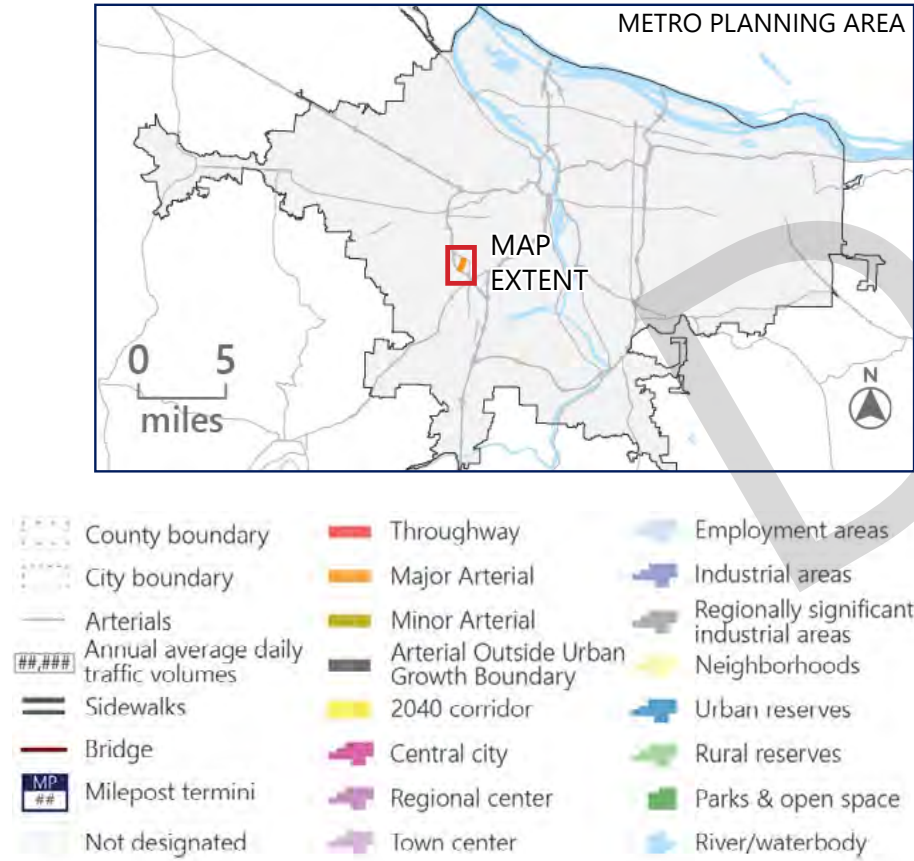 METRO PLANNING AREA
MAP
EXTENT
0 5
miles
N
County boundary
City boundary
Arterials
##,###
Annual average daily
traffic volumes
Sidewalks
Bridge
MP
##
Milepost termini
Not designated
Throughway
Major Arterial
Minor Arterial
Arterial Outside Urban
Growth Boundary
2040 corridor
Central city
Regional center
Town center
Employment areas
Industrial areas
Regionally significant
industrial areas
Neighborhoods
Urban reserves
Rural reserves
Parks & open space
River/waterbody